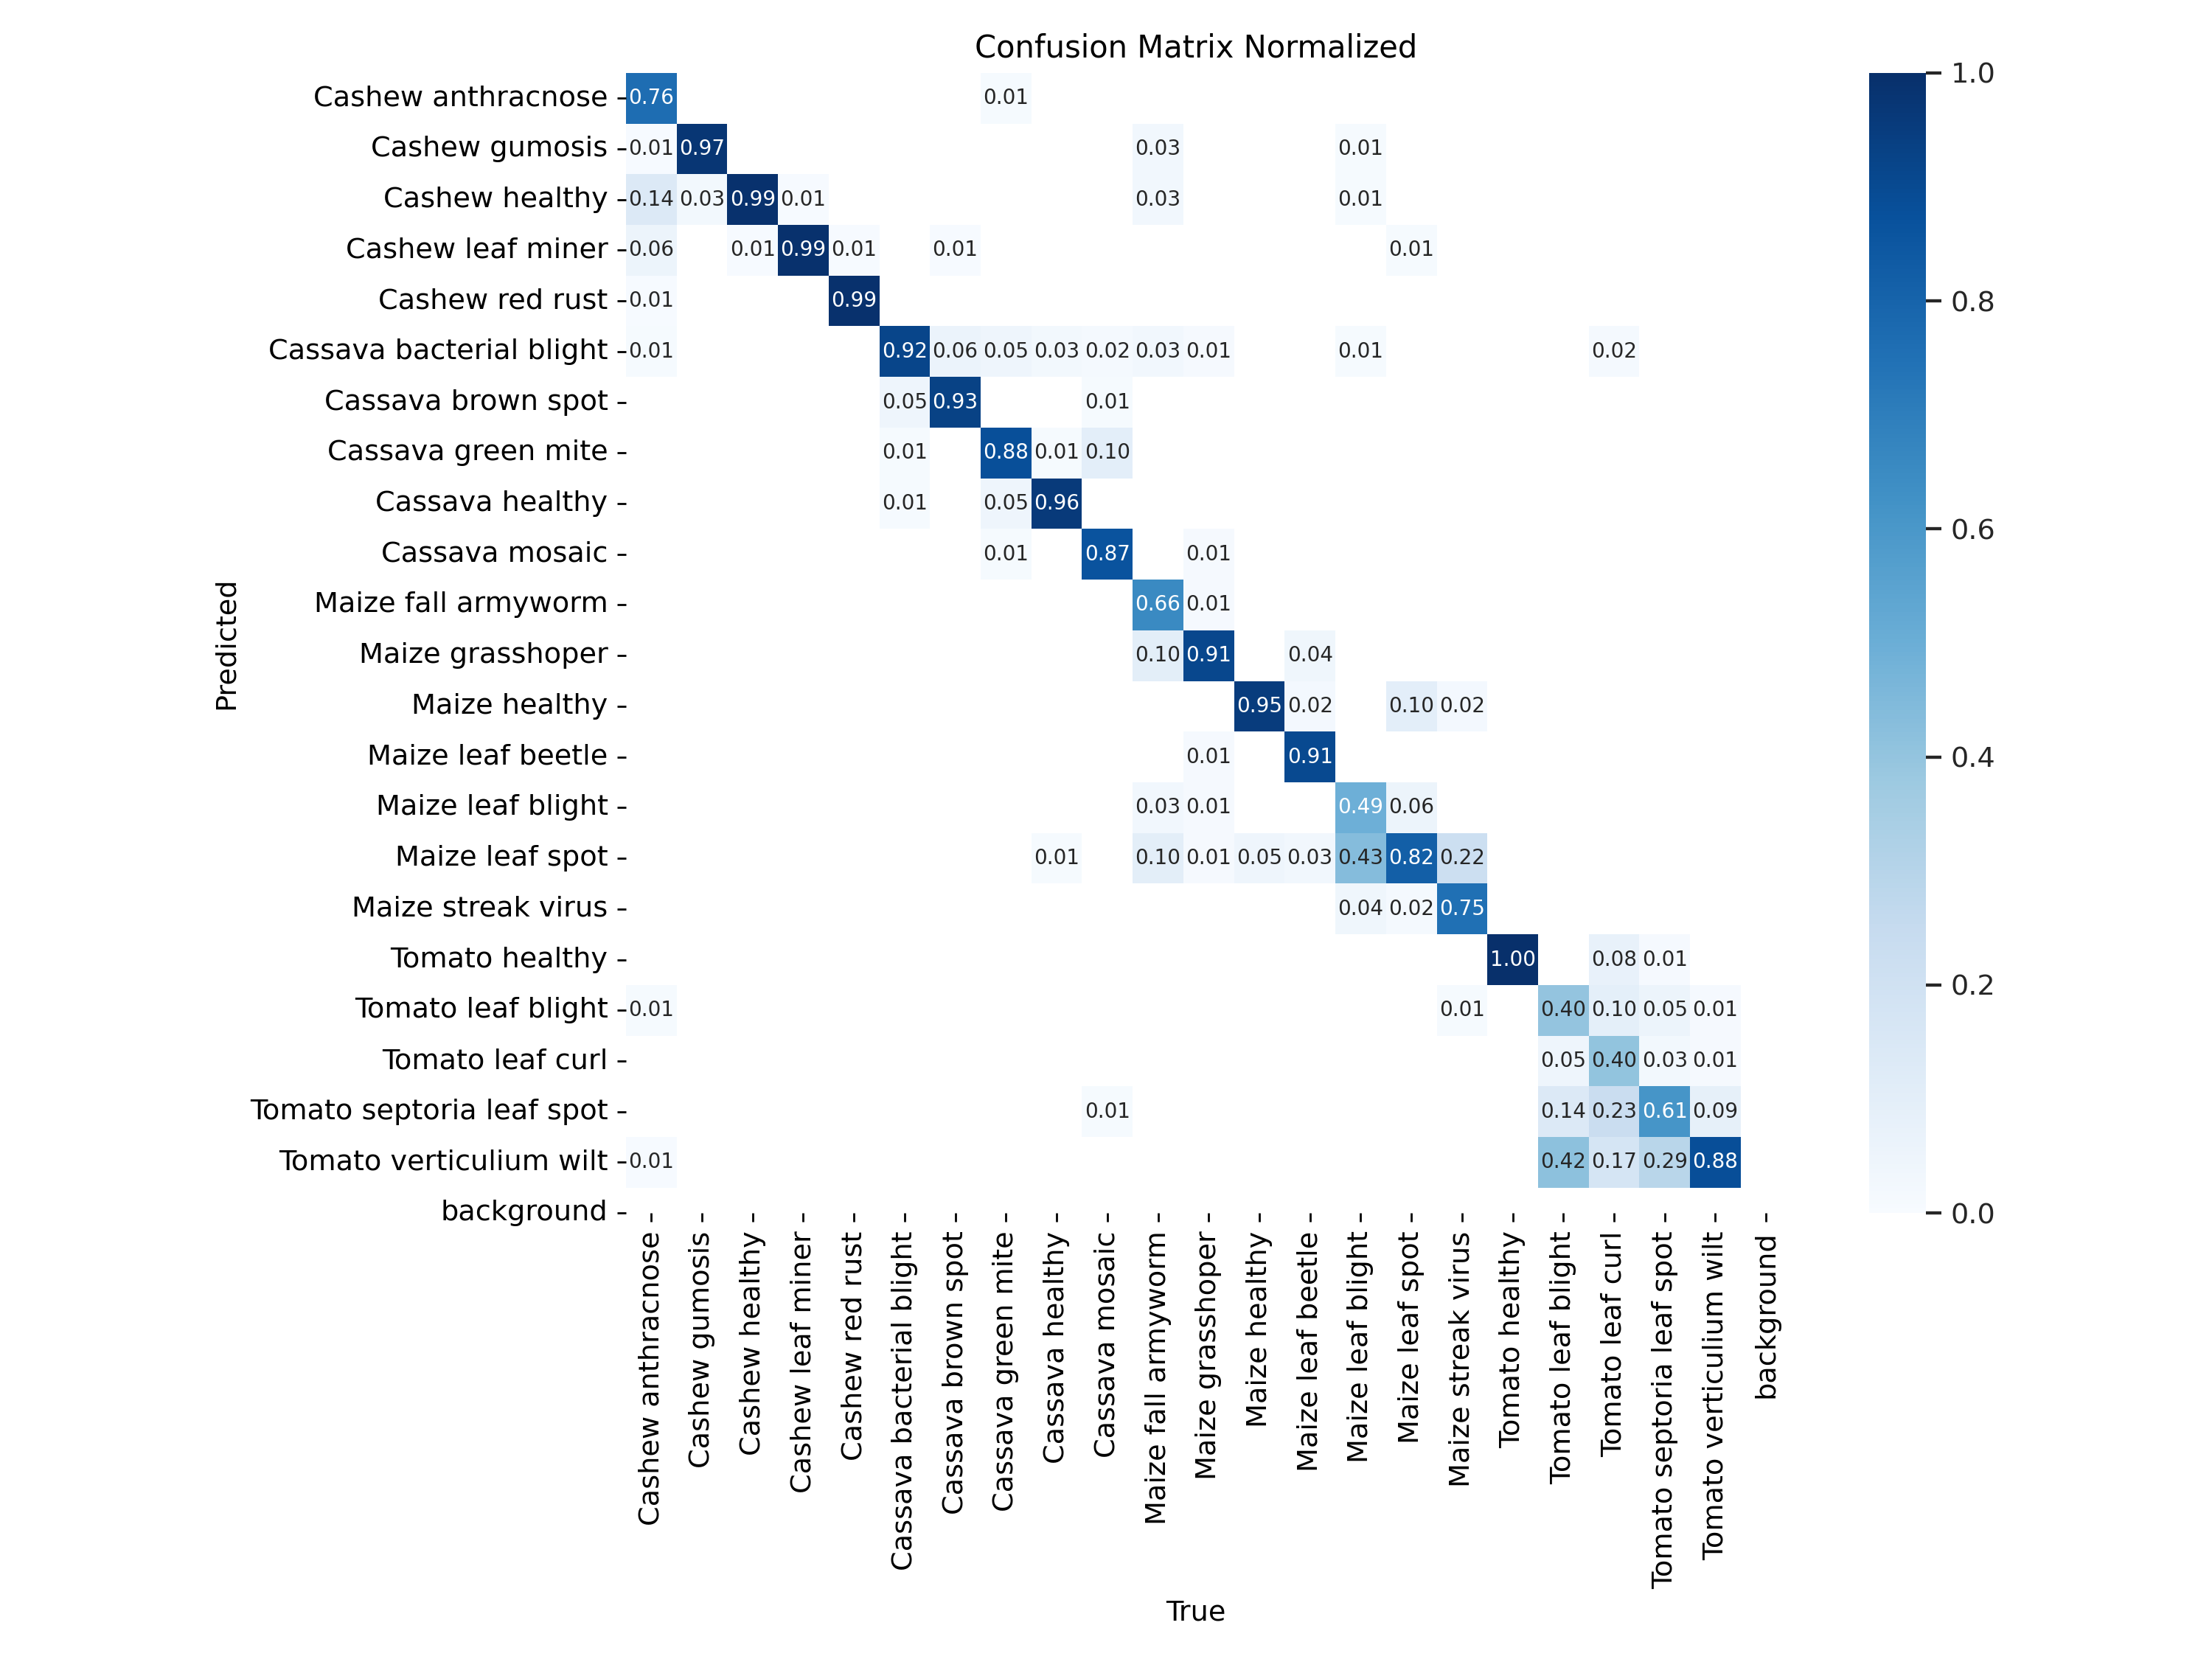 Confusion Matrix Normalized
Cashew anthracnose 0.76 0.01
Cashew gumosis 0.01 0.97 0.03 0.01
Cashew healthy 0.14 0.03 0.99 0.01 0.03 0.01
Cashew leaf miner 0.06 0.01 0.99 0.01 0.01 0.01
Cashew red rust 0.01 0.99
Cassava bacterial blight 0.01 0.92 0.06 0.05 0.03 0.02 0.03 0.01 0.01 0.02
Cassava brown spot 0.05 0.93 0.01
Cassava green mite 0.01 0.88 0.01 0.10
Cassava healthy 0.01 0.05 0.96
Cassava mosaic 0.01 0.87 0.01
Maize fall armyworm 0.66 0.01
Maize grasshoper 0.10 0.91 0.04
Maize healthy 0.95 0.02 0.10 0.02
Maize leaf beetle 0.01 0.91
Maize leaf blight 0.03 0.01 0.49 0.06
Maize leaf spot 0.01 0.10 0.01 0.05 0.03 0.43 0.82 0.22
Maize streak virus 0.04 0.02 0.75
Tomato healthy 1.00 0.08 0.01
Tomato leaf blight 0.01 0.01 0.40 0.10 0.05 0.01
Tomato leaf curl 0.05 0.40 0.03 0.01
Tomato septoria leaf spot 0.01 0.14 0.23 0.61 0.09
Tomato verticulium wilt 0.01 0.42 0.17 0.29 0.88
background
Predicted
Cashew anthracnose
Cashew gumosis
Cashew healthy
Cashew leaf miner
Cashew red rust
Cassava bacterial blight
Cassava brown spot
Cassava green mite
Cassava healthy
Cassava mosaic
Maize fall armyworm
Maize grasshoper
Maize healthy
Maize leaf beetle
Maize leaf blight
Maize leaf spot
Maize streak virus
Tomato healthy
Tomato leaf blight
Tomato leaf curl
Tomato septoria leaf spot
Tomato verticulium wilt
background
True
1.0
0.8
0.6
0.4
0.2
0.0